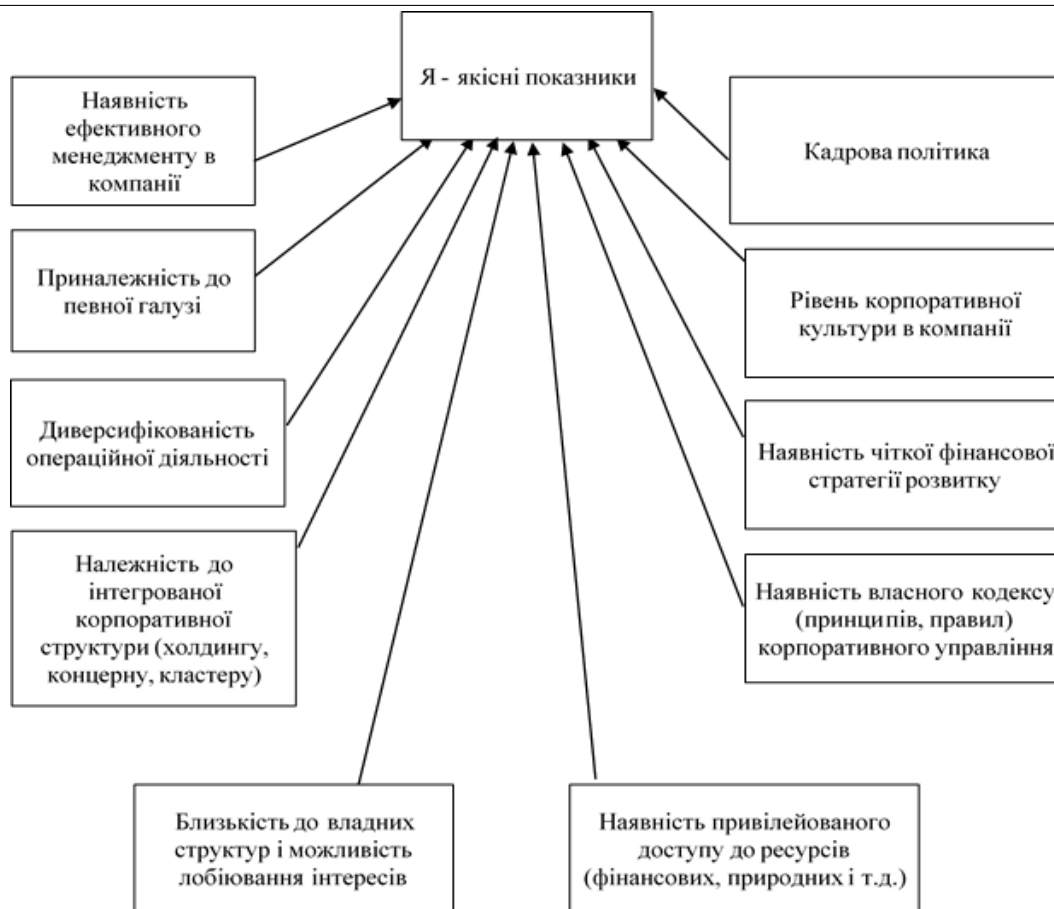 Я - якісні показники
Наявність
ефективного
менеджменту в
компанії
Кадрова політика
Приналежність до
певної галузі
Рівень корпоративної
культури в компанії
Диверсифікованість
операційної діяльності
Наявність чіткої фінансової
стратегії розвитку
Належність до
інтегрованої
корпоративної
структури (холдингу,
концерну, кластеру)
Наявність власного кодексу
(принципів, правил)
корпоративного управління
Близькість до владних
структур і можливість
лобіювання інтересів
Наявність привілейованого
доступу до ресурсів
(фінансових, природних і т.д.)